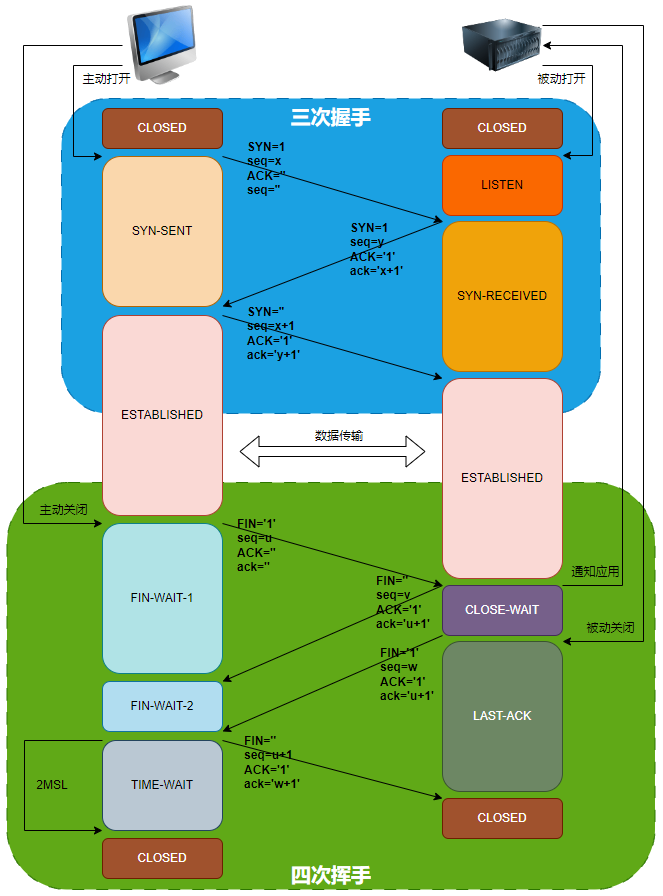 主动打开
被动打开
三次握手
CLOSED
CLOSED
SYN=1
seq=x
ACK=''
seq=''
LISTEN
SYN-SENT
SYN=1
seq=y
ACK='1'
ack='x+1'
SYN-RECEIVED
SYN=''
seq=x+1
ACK='1'
ack='y+1'
ESTABLISHED
数据传输
ESTABLISHED
主动关闭
FIN='1'
seq=u
ACK=''
ack=''
通知应用
FIN=''
seq=v
ACK='1'
ack='u+1'
FIN-WAIT-1
CLOSE-WAIT
被动关闭
FIN='1'
seq=w
ACK='1'
ack='u+1'
FIN-WAIT-2
LAST-ACK
FIN=''
seq=u+1
ACK='1'
ack='w+1'
2MSL
TIME-WAIT
CLOSED
CLOSED
四次挥手